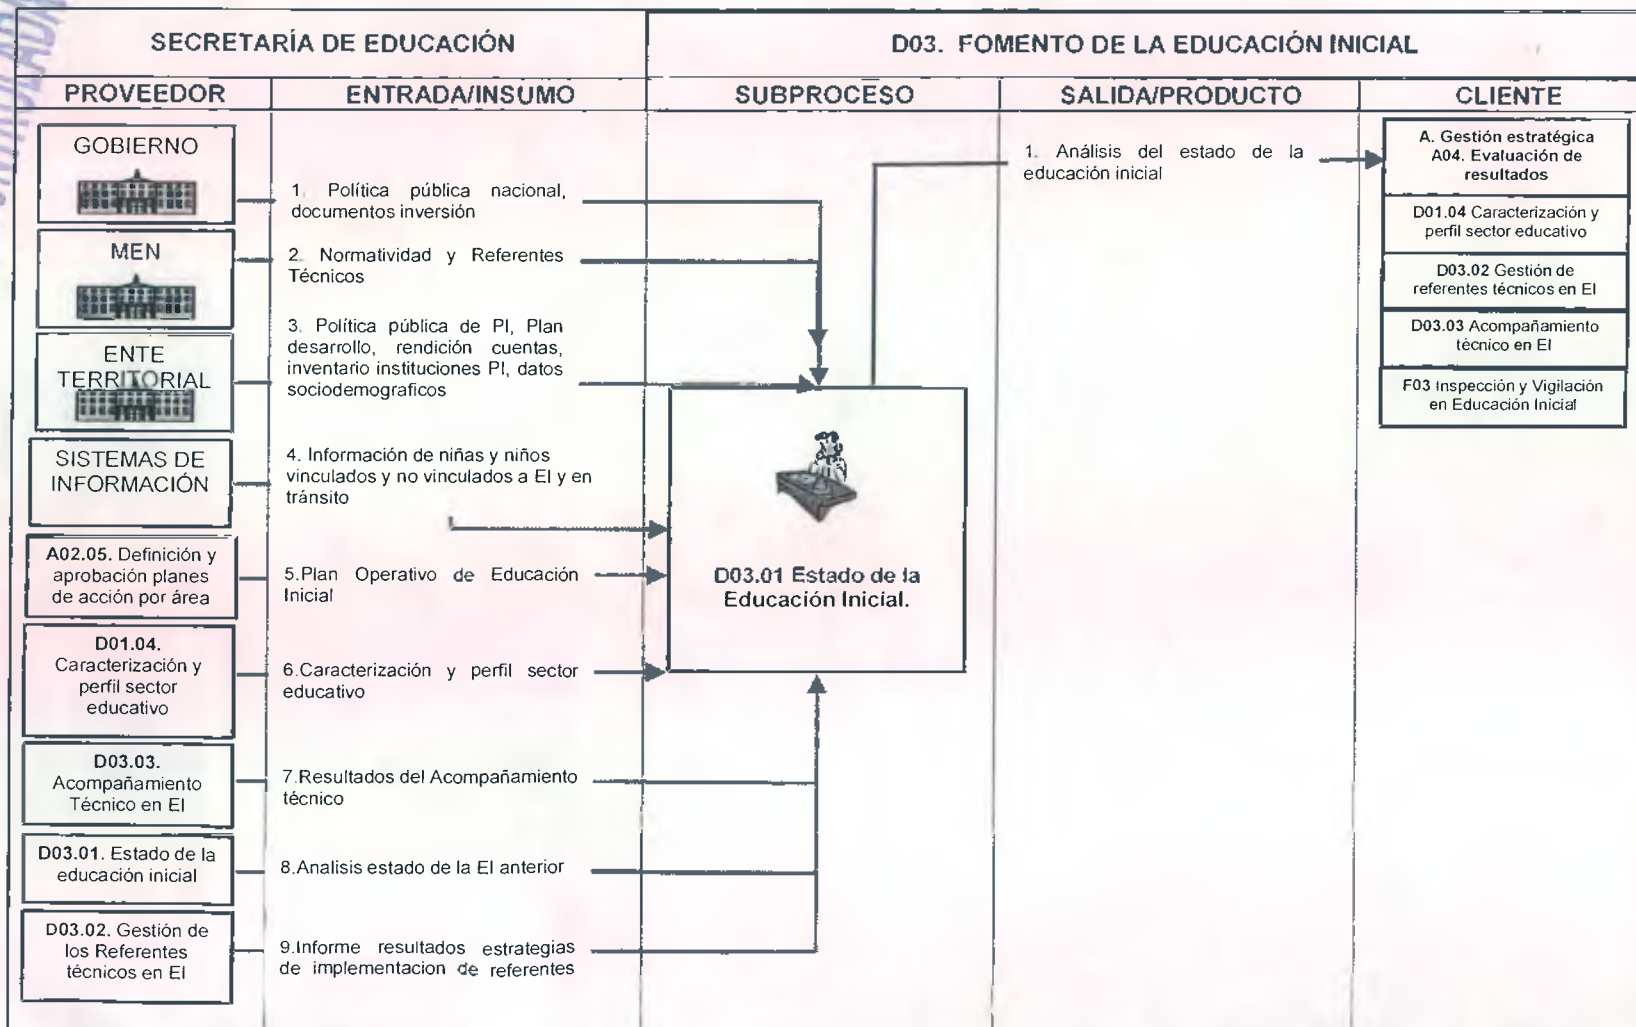 SECRETARÍA DE EDUCACIÓN
D03. FOMENTO DE LA EDUCACIÓN INICIAL
PROVEEDOR
ENTRADA/INSUMO
SUBPROCESO
SALIDA/PRODUCTO
CLIENTE
GOBIERNO
1. Política pública nacional,
documentos inversión
MEN
2. Normatividad y Referentes
Técnicos
ENTE
TERRITORIAL
3. Política pública de PI, Plan
desarrollo, rendición cuentas,
inventario instituciones PI, datos
sociodemograficos
SISTEMAS DE
INFORMACIÓN
4. Información de niñas y niños
vinculados y no vinculados a EI y en
tránsito
A02.05. Definición y
aprobación planes
de acción por área
5.Plan Operativo de Educación
Inicial
D01.04.
Caracterización y
perfil sector
educativo
6.Caracterización y perfil sector
educativo
D03.03.
Acompañamiento
Técnico en EI
7.Resultados del Acompañamiento
técnico
D03.01. Estado de la
educación inicial
8.Analisis estado de la EI anterior
D03.02. Gestión de
los Referentes
técnicos en EI
9.Informe resultados estrategias
de implementacion de referentes
D03.01 Estado de la
Educación Inicial.
1. Análisis del estado de la
educación inicial
A. Gestión estratégica
A04. Evaluación de
resultados
D01.04 Caracterización y
perfil sector educativo
D03.02 Gestión de
referentes técnicos en EI
D03.03 Acompañamiento
técnico en EI
F03 Inspección y Vigilación
en Educación Inicial